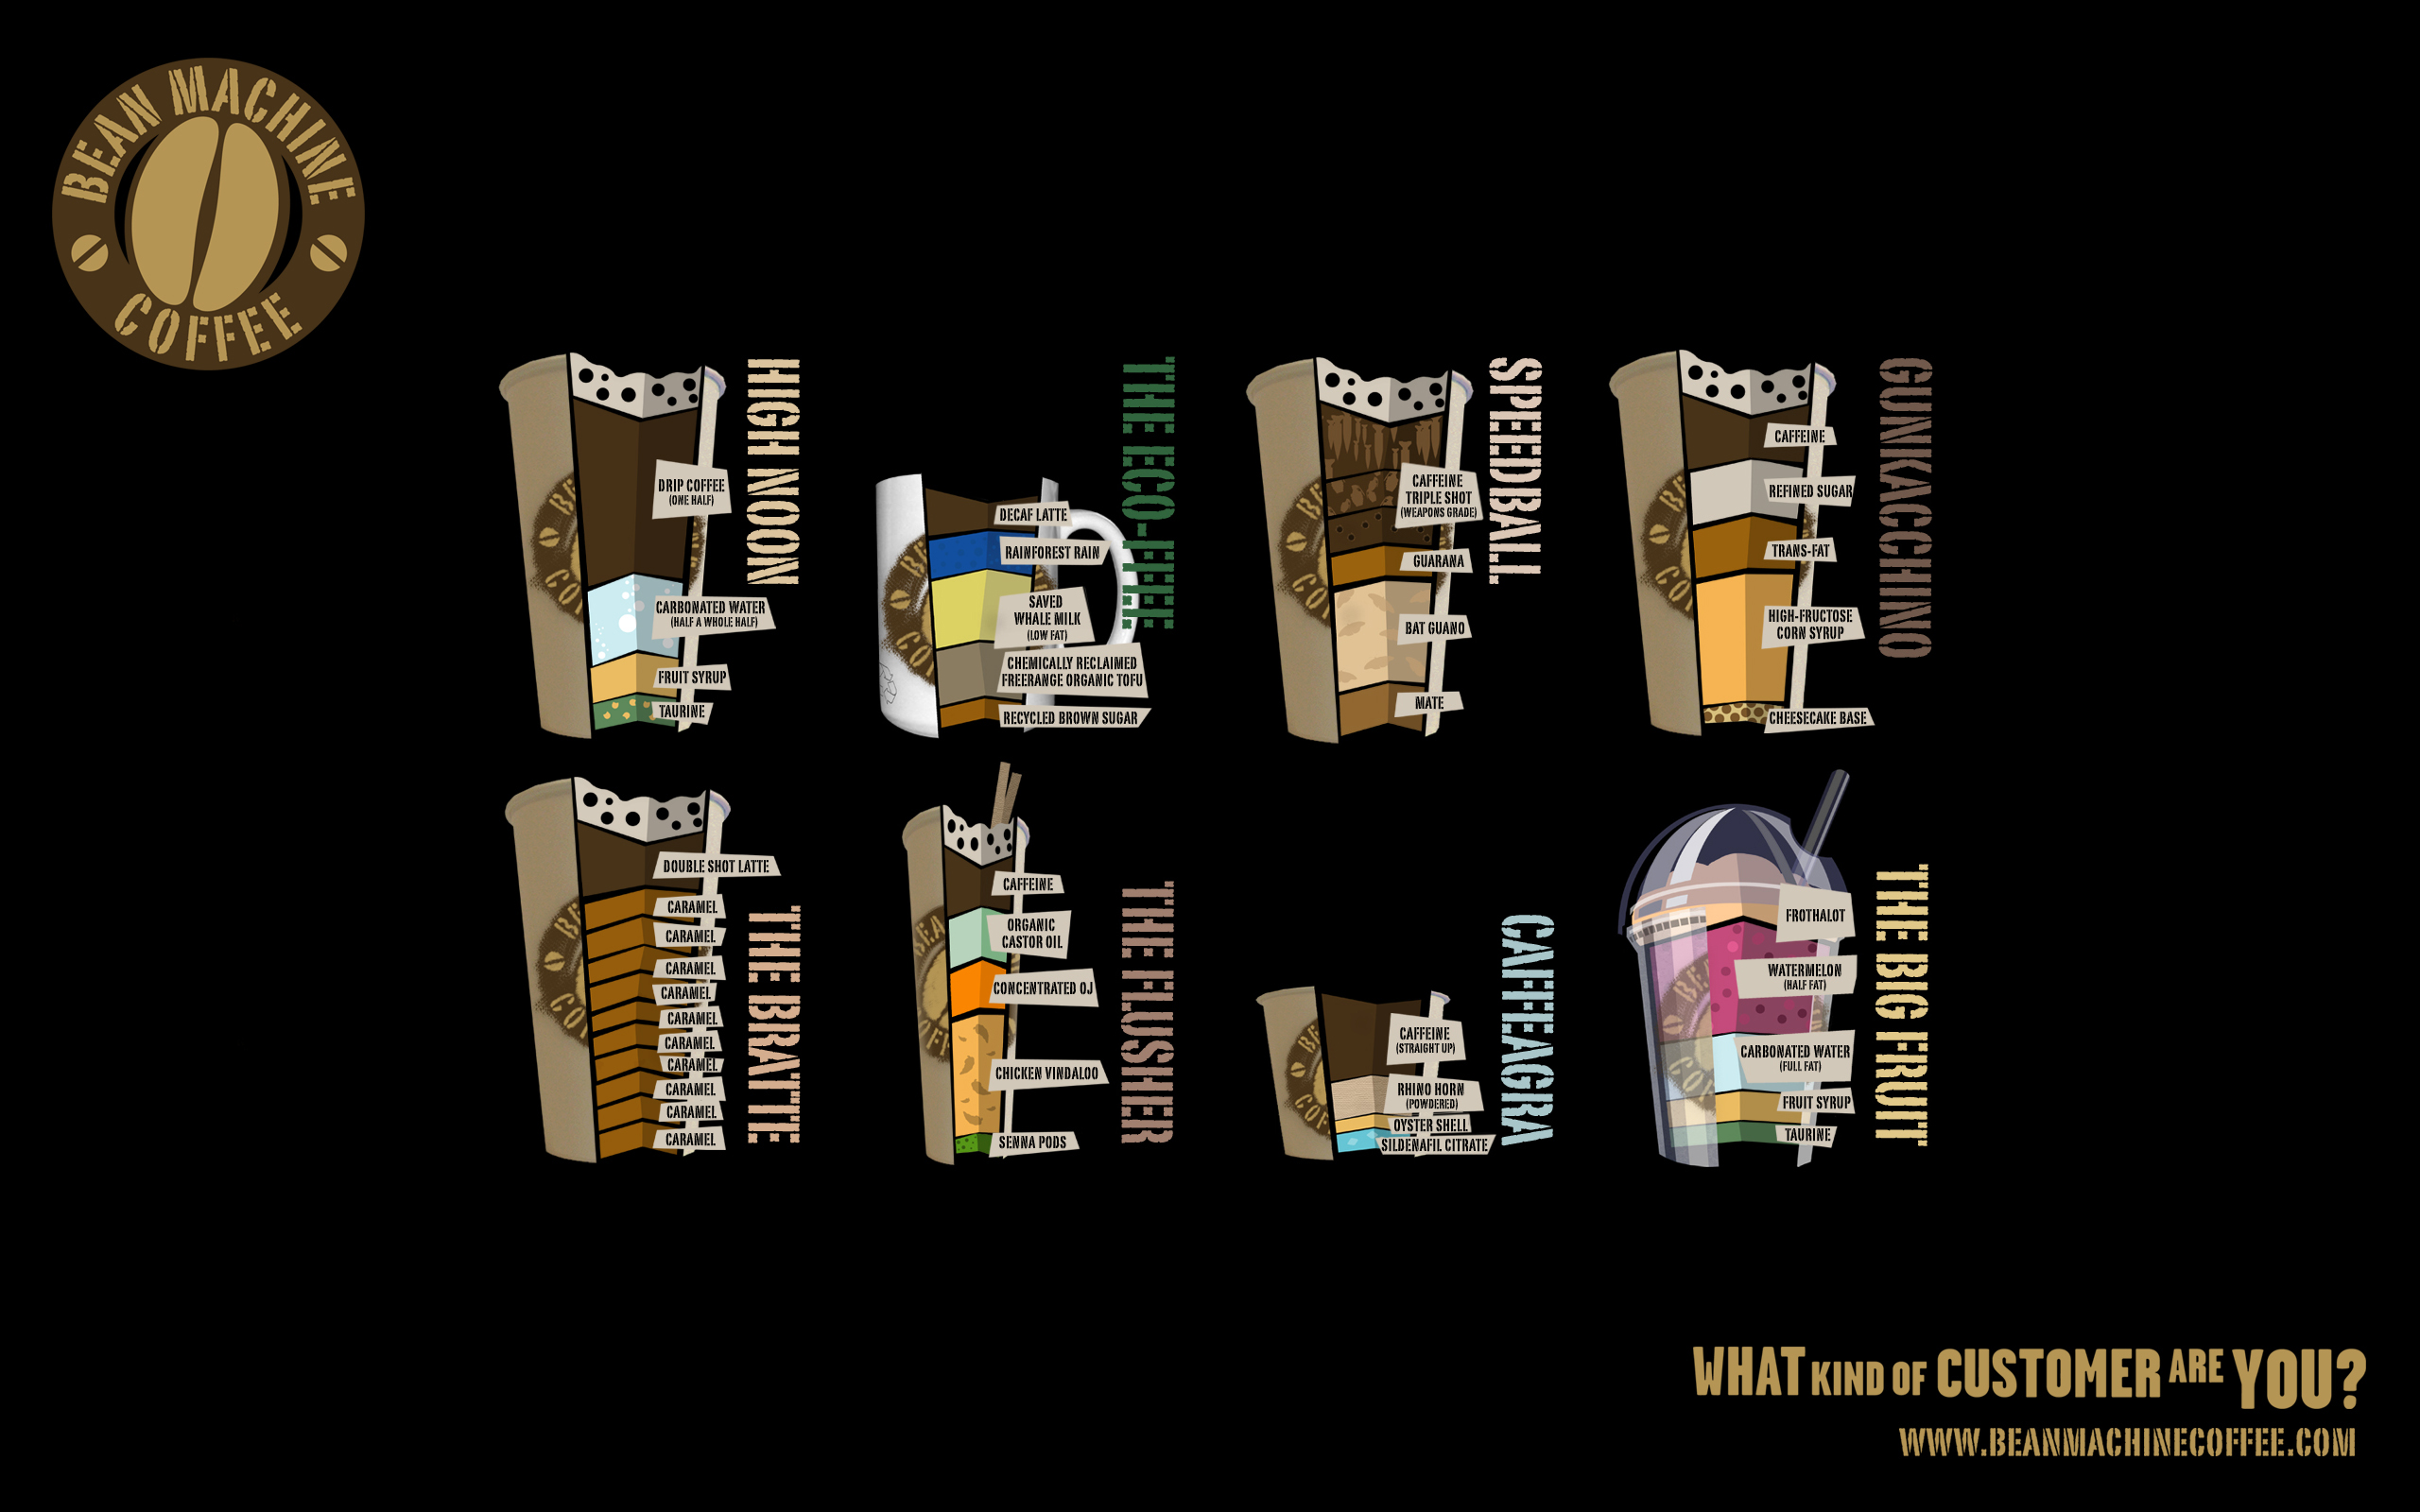 BEAN MACHINE
COFFEE
HIGH NOON
DRIP COFFEE
(ONE HALF)
CARBONATED WATER
(HALF A WHOLE HALF)
FRUIT SYRUP
TAURINE
THE ECO-FFEE
DECAF LATTE
RAINFOREST RAIN
SAVED
WHALE MILK
(LOW FAT)
CHEMICALLY RECLAIMED
FREERANGE ORGANIC TOFU
RECYCLED BROWN SUGAR
SPEEDBALL
CAFFEINE
TRIPLE SHOT
(WEAPONS GRADE)
GUARANA
BAT GUANO
MATE
GUNKACCHINO
CAFFEINE
REFINED SUGAR
TRANS-FAT
HIGH-FRUCTOSE
CORN SYRUP
CHEESECAKE BASE
THE BRATTE
DOUBLE SHOT LATTE
CARAMEL
CARAMEL
CARAMEL
CARAMEL
CARAMEL
CARAMEL
CARAMEL
CARAMEL
CARAMEL
CARAMEL
THE FLUSHER
CAFFEINE
ORGANIC
CASTOR OIL
CONCENTRATED OJ
CHICKEN VINDALOO
SENNA PODS
CAFFEAGRA
CAFFEINE
(STRAIGHT UP)
RHINO HORN
(POWDERED)
OYSTER SHELL
SILDENAFIL CITRATE
THE BIG FRUIT
FROTHALOT
WATERMELON
(HALF FAT)
CARBONATED WATER
(FULL FAT)
FRUIT SYRUP
TAURINE
WHAT KIND OF CUSTOMER ARE YOU?
WWW.BEANMACHINECOFFEE.COM